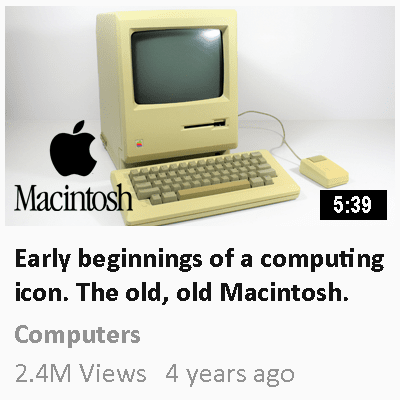 Macintosh
5:39
Early beginnings of a computing
icon. The old, old Macintosh.
Computers
2.4M Views 4 years ago